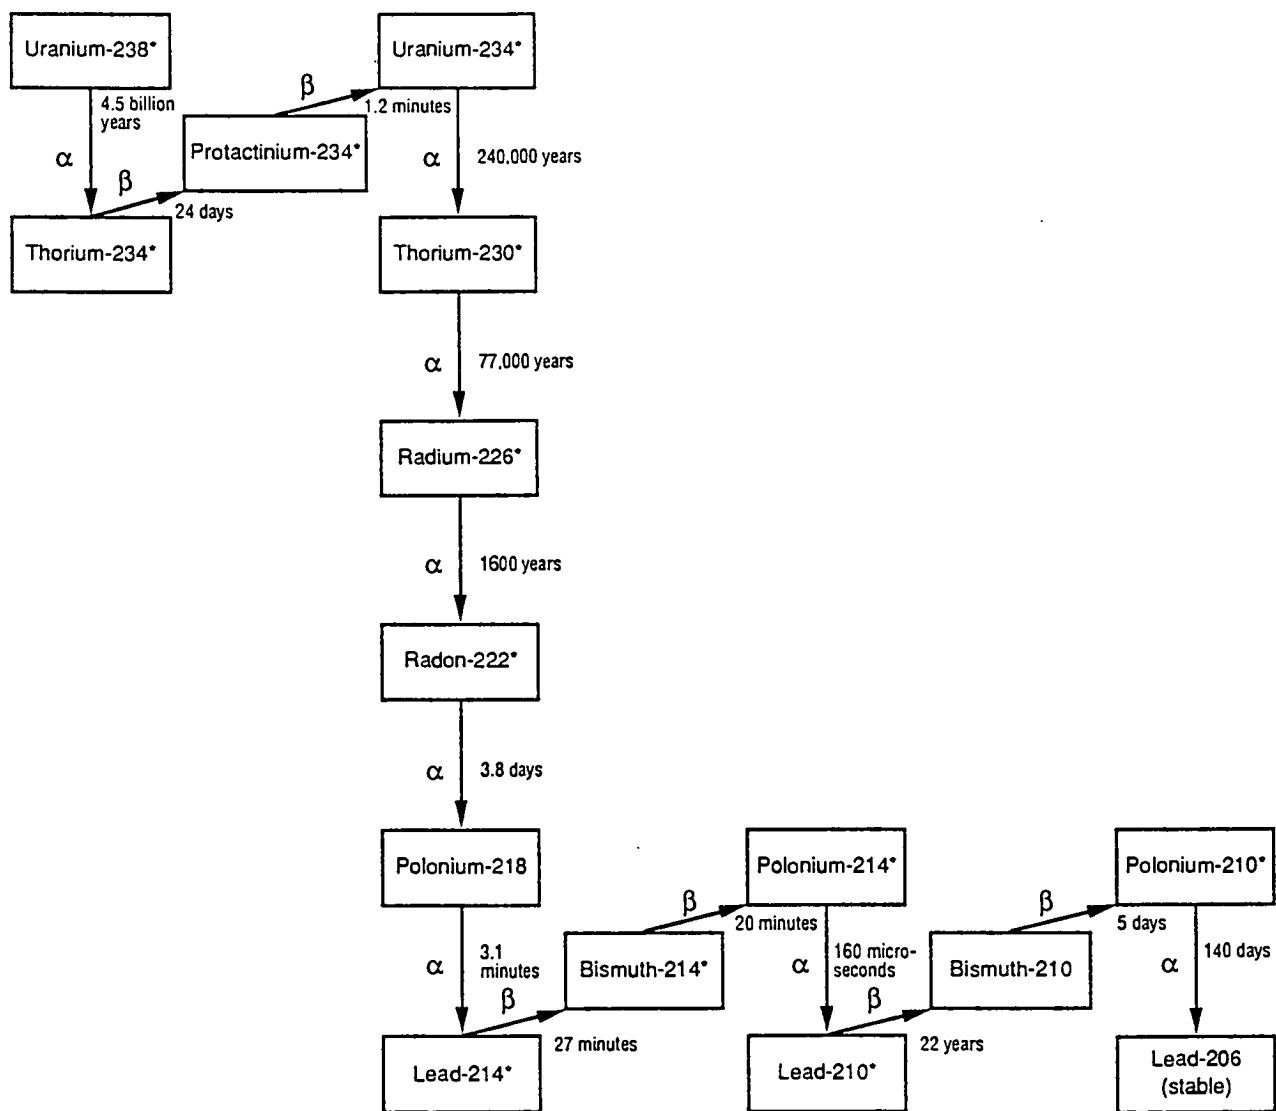 Uranium-238*
Uranium-234*
β
4.5 billion
years
1.2 minutes
Protactinium-234*
α
β
α
240,000 years
24 days
Thorium-234*
Thorium-230*
α
77,000 years
Radium-226*
α
1600 years
Radon-222*
α
3.8 days
Polonium-218
Polonium-214*
Polonium-210*
β
β
20 minutes
5 days
3.1
minutes
α
Bismuth-214*
α
160 micro-
seconds
Bismuth-210
α
140 days
β
β
27 minutes
22 years
Lead-214*
Lead-210*
Lead-206
(stable)